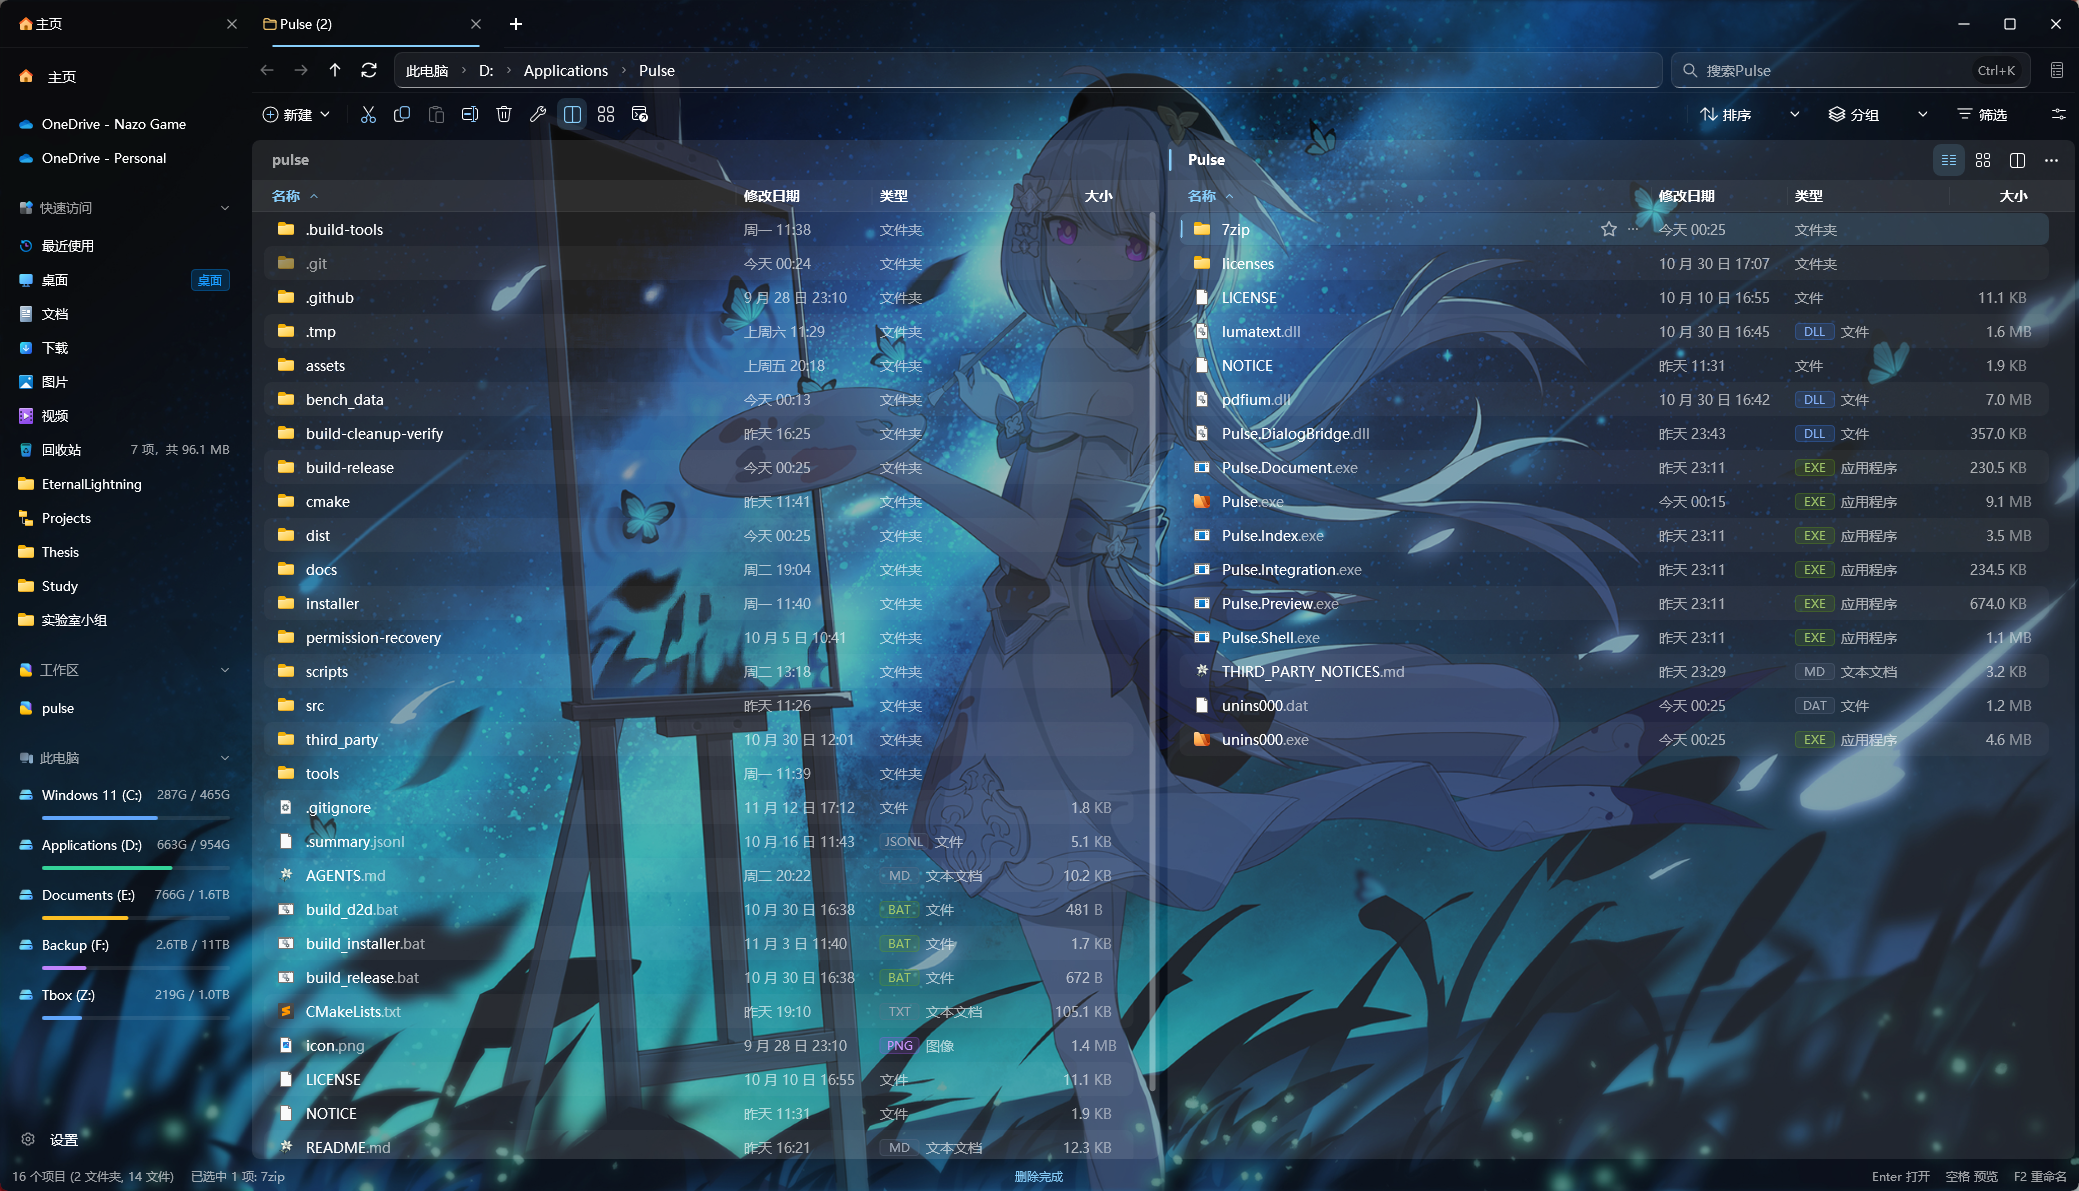 主页
Pulse (2)
此电脑 › D: › Applications › Pulse
搜索Pulse Ctrl+K
新建
排序 分组 筛选
主页
OneDrive - Nazo Game
OneDrive - Personal
快速访问
最近使用
桌面 桌面
文档
下载
图片
视频
回收站 7 项，共 96.1 MB
EternalLightning
Projects
Thesis
Study
实验室小组
工作区
pulse
此电脑
Windows 11 (C:) 287G / 465G
Applications (D:) 663G / 954G
Documents (E:) 766G / 1.6TB
Backup (F:) 2.6TB / 11TB
Tbox (Z:) 219G / 1.0TB
设置
pulse
名称 修改日期 类型 大小
.build-tools 周一 11:38 文件夹
.git 今天 00:24 文件夹
.github 9 月 28 日 23:10 文件夹
.tmp 上周六 11:29 文件夹
assets 上周五 20:18 文件夹
bench_data 今天 00:13 文件夹
build-cleanup-verify 昨天 16:25 文件夹
build-release 今天 00:25 文件夹
cmake 昨天 11:41 文件夹
dist 今天 00:25 文件夹
docs 周二 19:04 文件夹
installer 周一 11:40 文件夹
permission-recovery 10 月 5 日 10:41 文件夹
scripts 周二 13:18 文件夹
src 昨天 11:26 文件夹
third_party 10 月 30 日 12:01 文件夹
tools 周一 11:39 文件夹
.gitignore 11 月 12 日 17:12 文件 1.8 KB
.summary.jsonl 10 月 16 日 11:43 JSONL 文件 5.1 KB
AGENTS.md 周二 20:22 MD 文本文档 10.2 KB
build_d2d.bat 10 月 30 日 16:38 BAT 文件 481 B
build_installer.bat 11 月 3 日 11:40 BAT 文件 1.7 KB
build_release.bat 10 月 30 日 16:38 BAT 文件 672 B
CMakeLists.txt 昨天 19:10 TXT 文本文档 105.1 KB
icon.png 9 月 28 日 23:10 PNG 图像 1.4 MB
LICENSE 10 月 10 日 16:55 文件 11.1 KB
NOTICE 昨天 11:31 文件 1.9 KB
README.md 昨天 16:21 MD 文本文档 12.3 KB
Pulse
名称 修改日期 类型 大小
7zip 今天 00:25 文件夹
licenses 10 月 30 日 17:07 文件夹
LICENSE 10 月 10 日 16:55 文件 11.1 KB
lumatext.dll 10 月 30 日 16:45 DLL 文件 1.6 MB
NOTICE 昨天 11:31 文件 1.9 KB
pdfium.dll 10 月 30 日 16:42 DLL 文件 7.0 MB
Pulse.DialogBridge.dll 昨天 23:43 DLL 文件 357.0 KB
Pulse.Document.exe 昨天 23:11 EXE 应用程序 230.5 KB
Pulse.exe 今天 00:15 EXE 应用程序 9.1 MB
Pulse.Index.exe 昨天 23:11 EXE 应用程序 3.5 MB
Pulse.Integration.exe 昨天 23:11 EXE 应用程序 234.5 KB
Pulse.Preview.exe 昨天 23:11 EXE 应用程序 674.0 KB
Pulse.Shell.exe 昨天 23:11 EXE 应用程序 1.1 MB
THIRD_PARTY_NOTICES.md 昨天 23:29 MD 文本文档 3.2 KB
unins000.dat 今天 00:25 DAT 文件 1.2 MB
unins000.exe 今天 00:25 EXE 应用程序 4.6 MB
16 个项目 (2 文件夹, 14 文件) 已选中 1 项: 7zip 删除完成 Enter 打开 空格 预览 F2 重命名